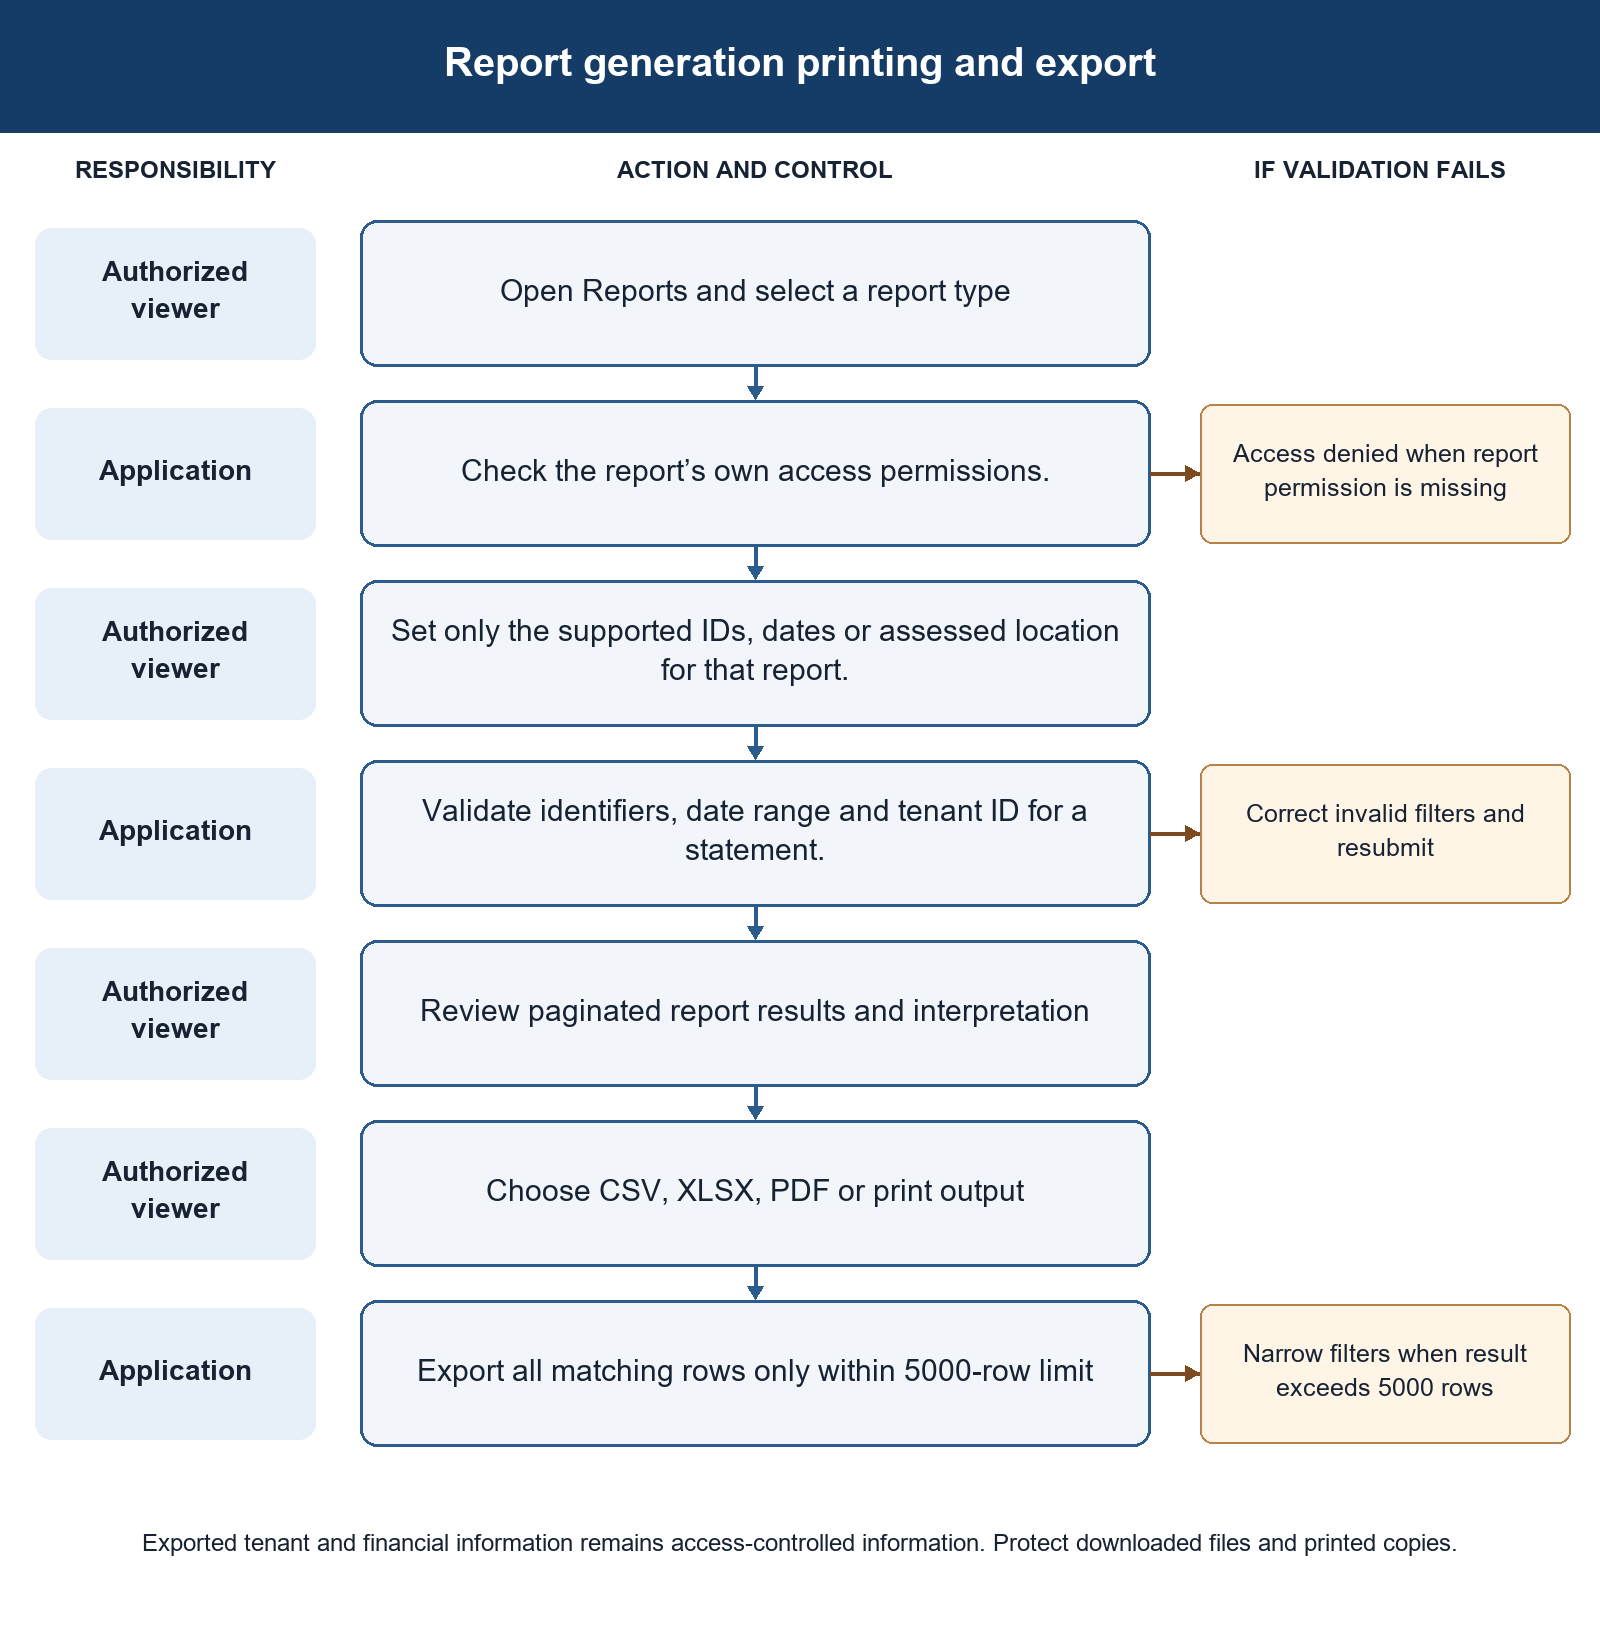 Report generation printing and export
RESPONSIBILITY
ACTION AND CONTROL
IF VALIDATION FAILS
Authorized
viewer
Open Reports and select a report type
Application
Check the report’s own access permissions.
Access denied when report
permission is missing
Authorized
viewer
Set only the supported IDs, dates or assessed location
for that report.
Application
Validate identifiers, date range and tenant ID for a
statement.
Correct invalid filters and
resubmit
Authorized
viewer
Review paginated report results and interpretation
Authorized
viewer
Choose CSV, XLSX, PDF or print output
Application
Export all matching rows only within 5000-row limit
Narrow filters when result
exceeds 5000 rows
Exported tenant and financial information remains access-controlled information. Protect downloaded files and printed copies.